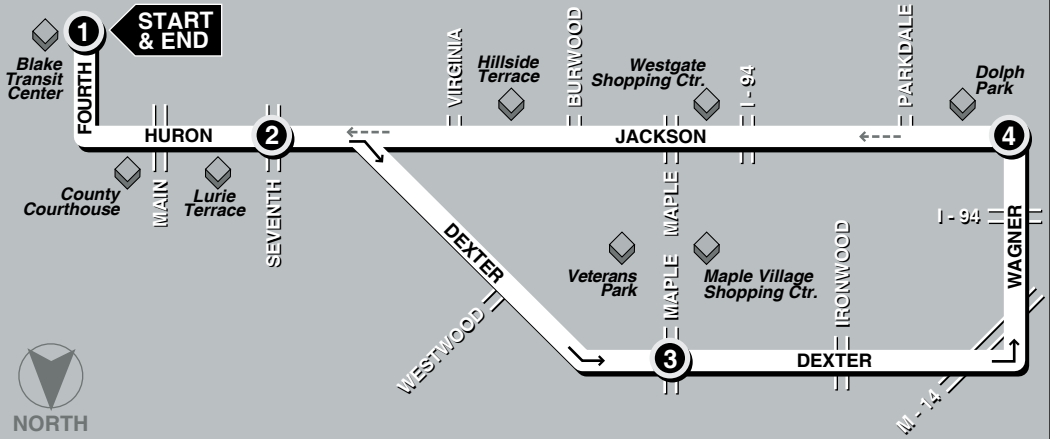 1
START
& END
Blake
Transit
Center
FOURTH
HURON
2
County
Courthouse
MAIN
Lurie
Terrace
SEVENTH
VIRGINIA
Hillside
Terrace
BURWOOD
Westgate
Shopping Ctr.
I - 94
PARKDALE
Dolph
Park
JACKSON
4
MAPLE
DEXTER
WESTWOOD
Veterans
Park
MAPLE
Maple Village
Shopping Ctr.
IRONWOOD
I - 94
WAGNER
3
DEXTER
M - 14
NORTH